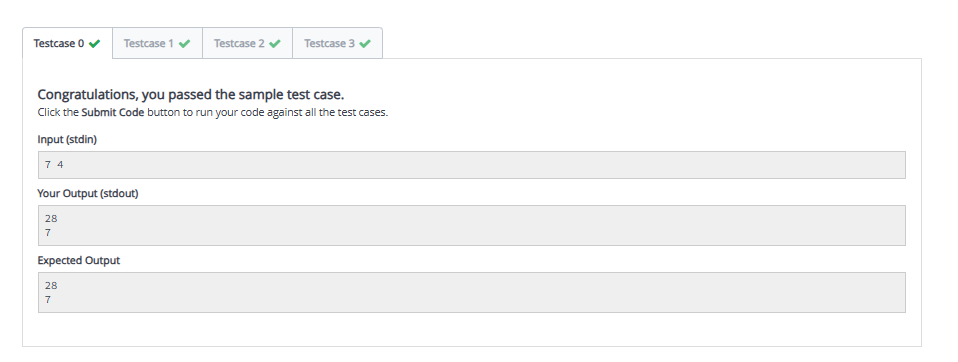 Testcase 0 Testcase 1 Testcase 2 Testcase 3
Congratulations, you passed the sample test case.
Click the Submit Code button to run your code against all the test cases.
Input (stdin)
7 4
Your Output (stdout)
28
7
Expected Output
28
7